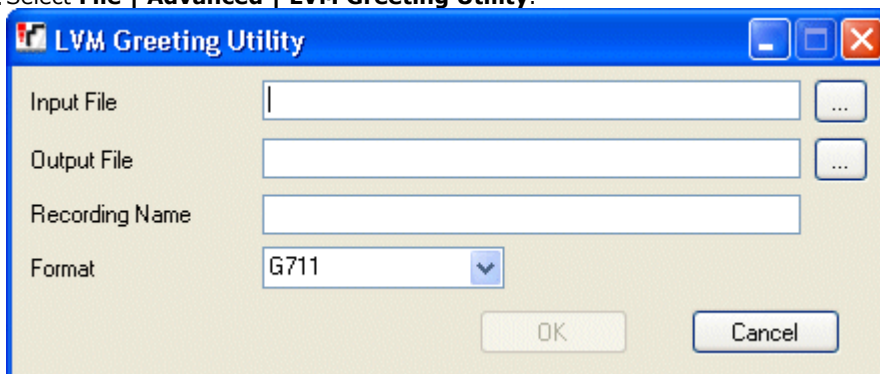 Select File | Advanced | LVM Greeting Utility.
LVM Greeting Utility
Input File ...
Output File ...
Recording Name
Format G711
OK Cancel